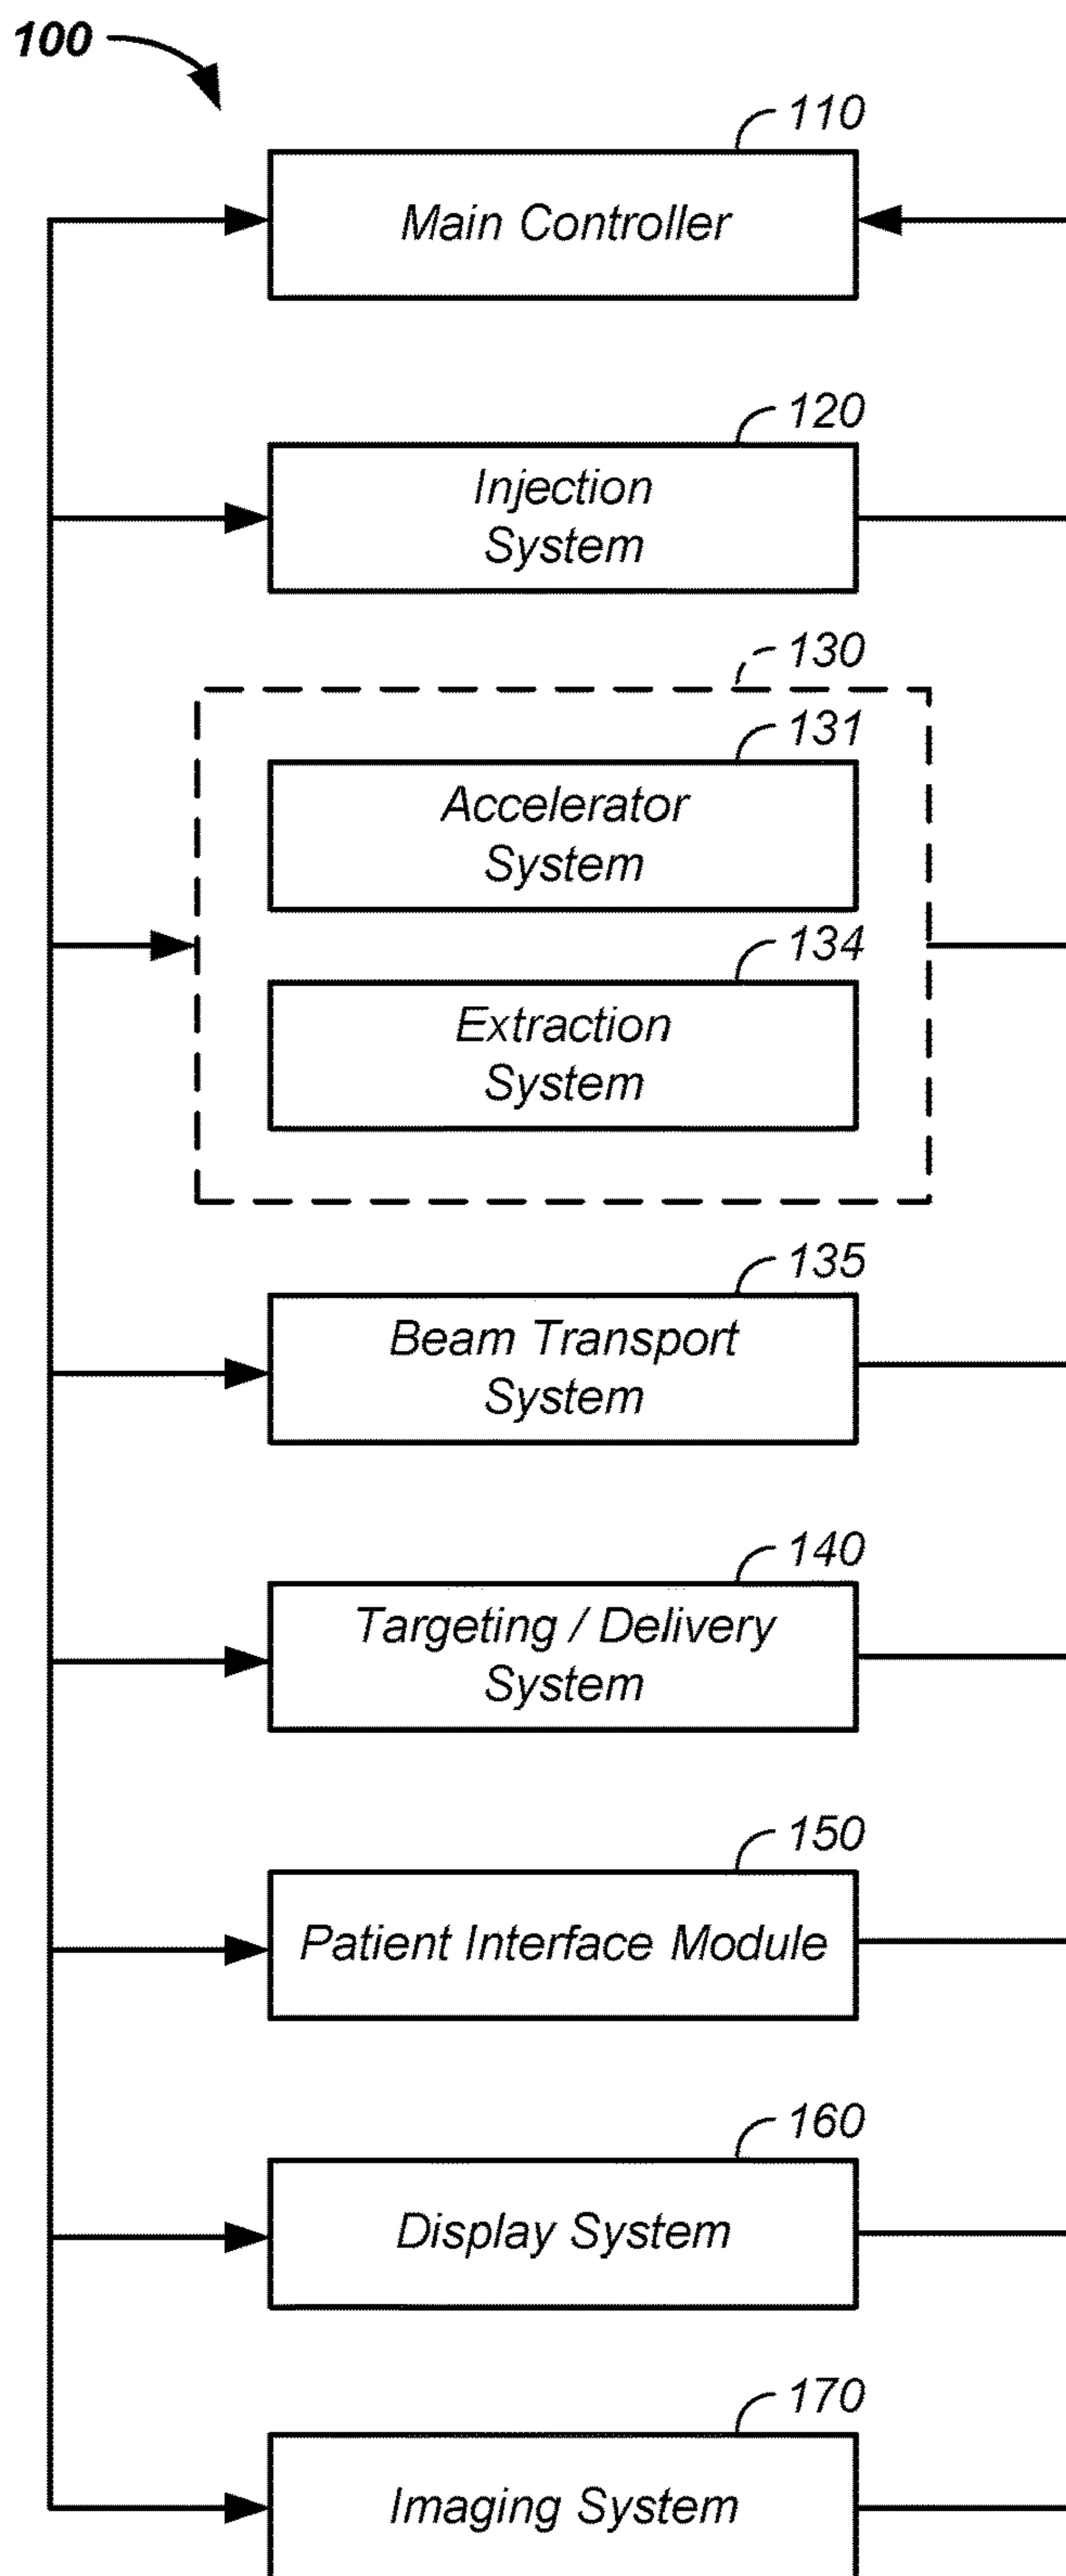 100
110
Main Controller
120
Injection
System
130
131
Accelerator
System
134
Extraction
System
135
Beam Transport
System
140
Targeting / Delivery
System
150
Patient Interface Module
160
Display System
170
Imaging System